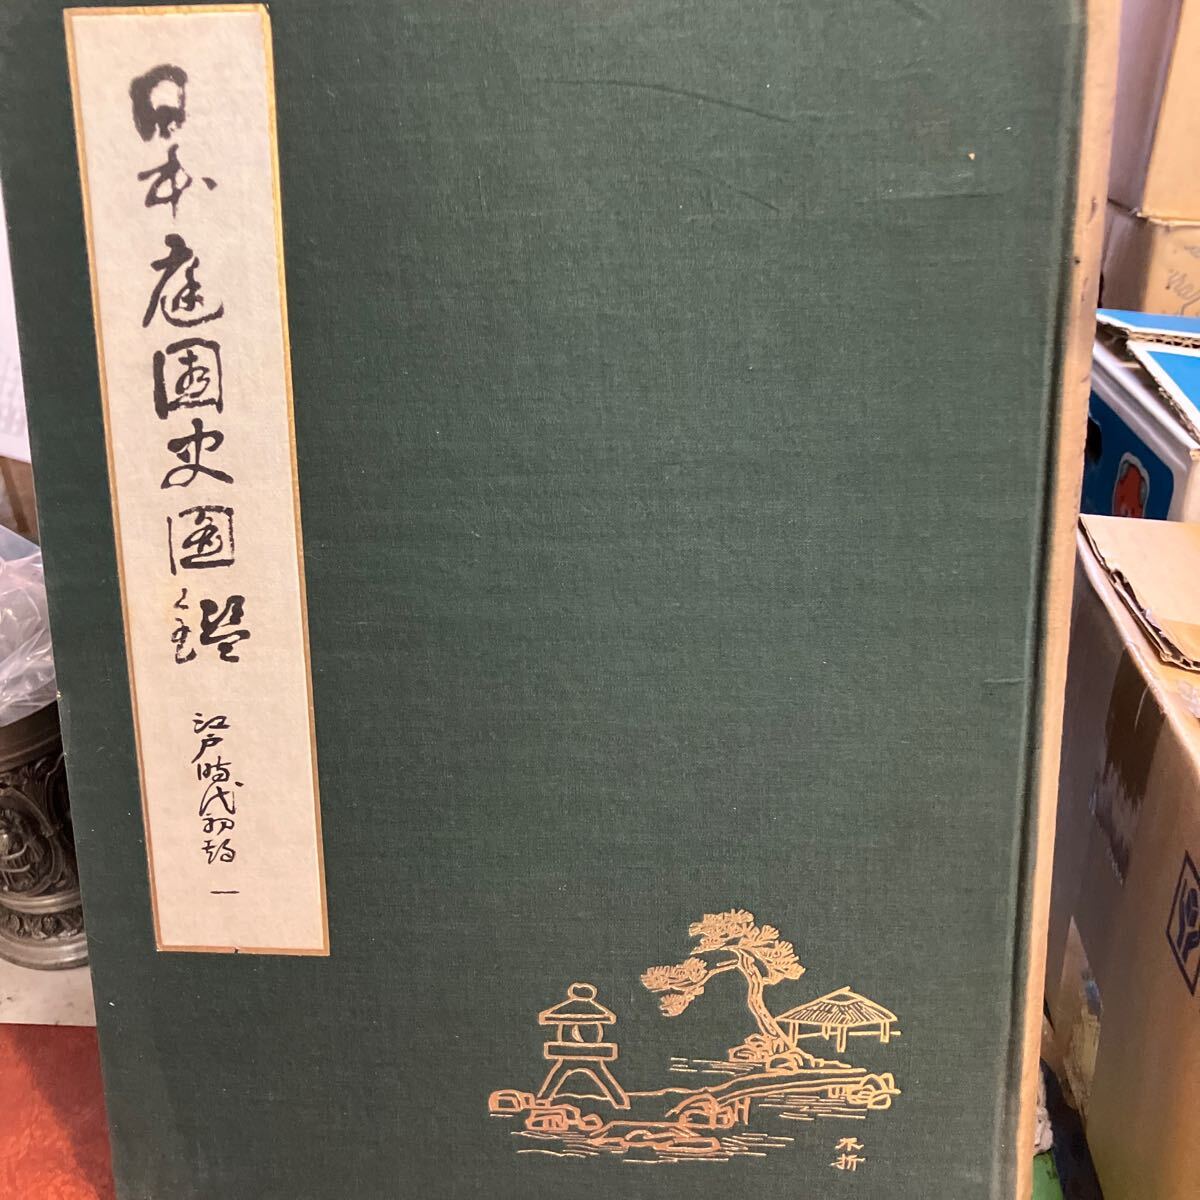 日本庭園史図鑑
江戸時代初期 一
不折